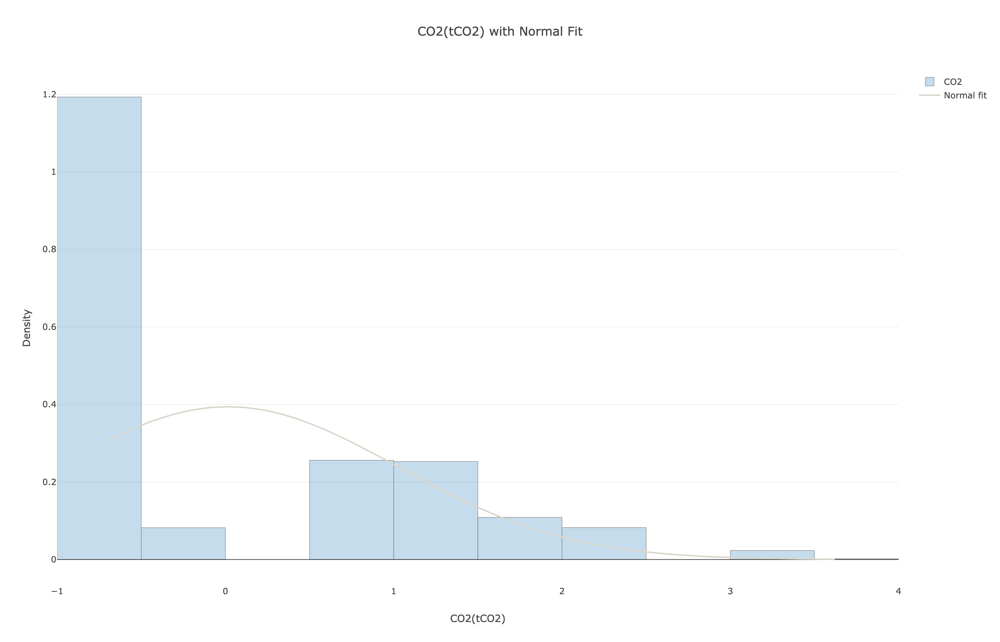 CO2(tCO2) with Normal Fit
CO2
Normal fit
1.2
1
0.8
0.6
0.4
0.2
0
Density
−1
0
1
2
3
4
CO2(tCO2)